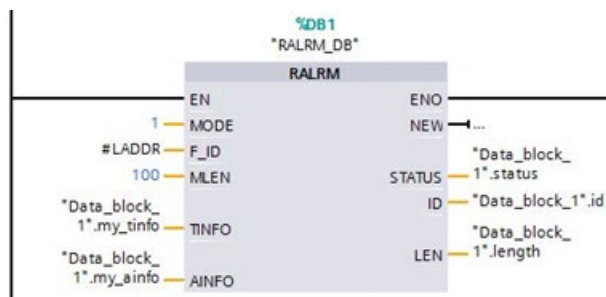 %DB1
"RALRM_DB"
RALRM
EN ENO
1 MODE NEW ...
#LADDR F_ID
100 MLEN STATUS "Data_block_
1".status
ID "Data_block_1".id
"Data_block_
1".my_tinfo TINFO
LEN "Data_block_
1".length
"Data_block_
1".my_ainfo AINFO